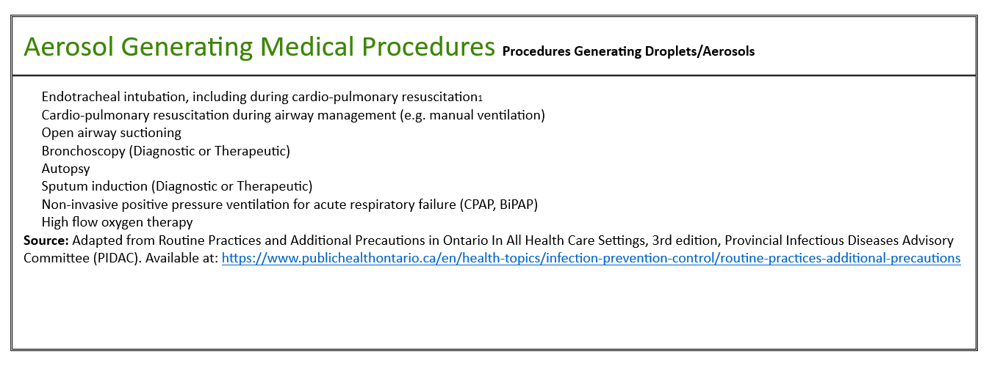 Aerosol Generating Medical Procedures Procedures Generating Droplets/Aerosols
Endotracheal intubation, including during cardio-pulmonary resuscitation1
Cardio-pulmonary resuscitation during airway management (e.g. manual ventilation)
Open airway suctioning
Bronchoscopy (Diagnostic or Therapeutic)
Autopsy
Sputum induction (Diagnostic or Therapeutic)
Non-invasive positive pressure ventilation for acute respiratory failure (CPAP, BiPAP)
High flow oxygen therapy
Source: Adapted from Routine Practices and Additional Precautions in Ontario In All Health Care Settings, 3rd edition, Provincial Infectious Diseases Advisory
Committee (PIDAC). Available at: https://www.publichealthontario.ca/en/health-topics/infection-prevention-control/routine-practices-additional-precautions